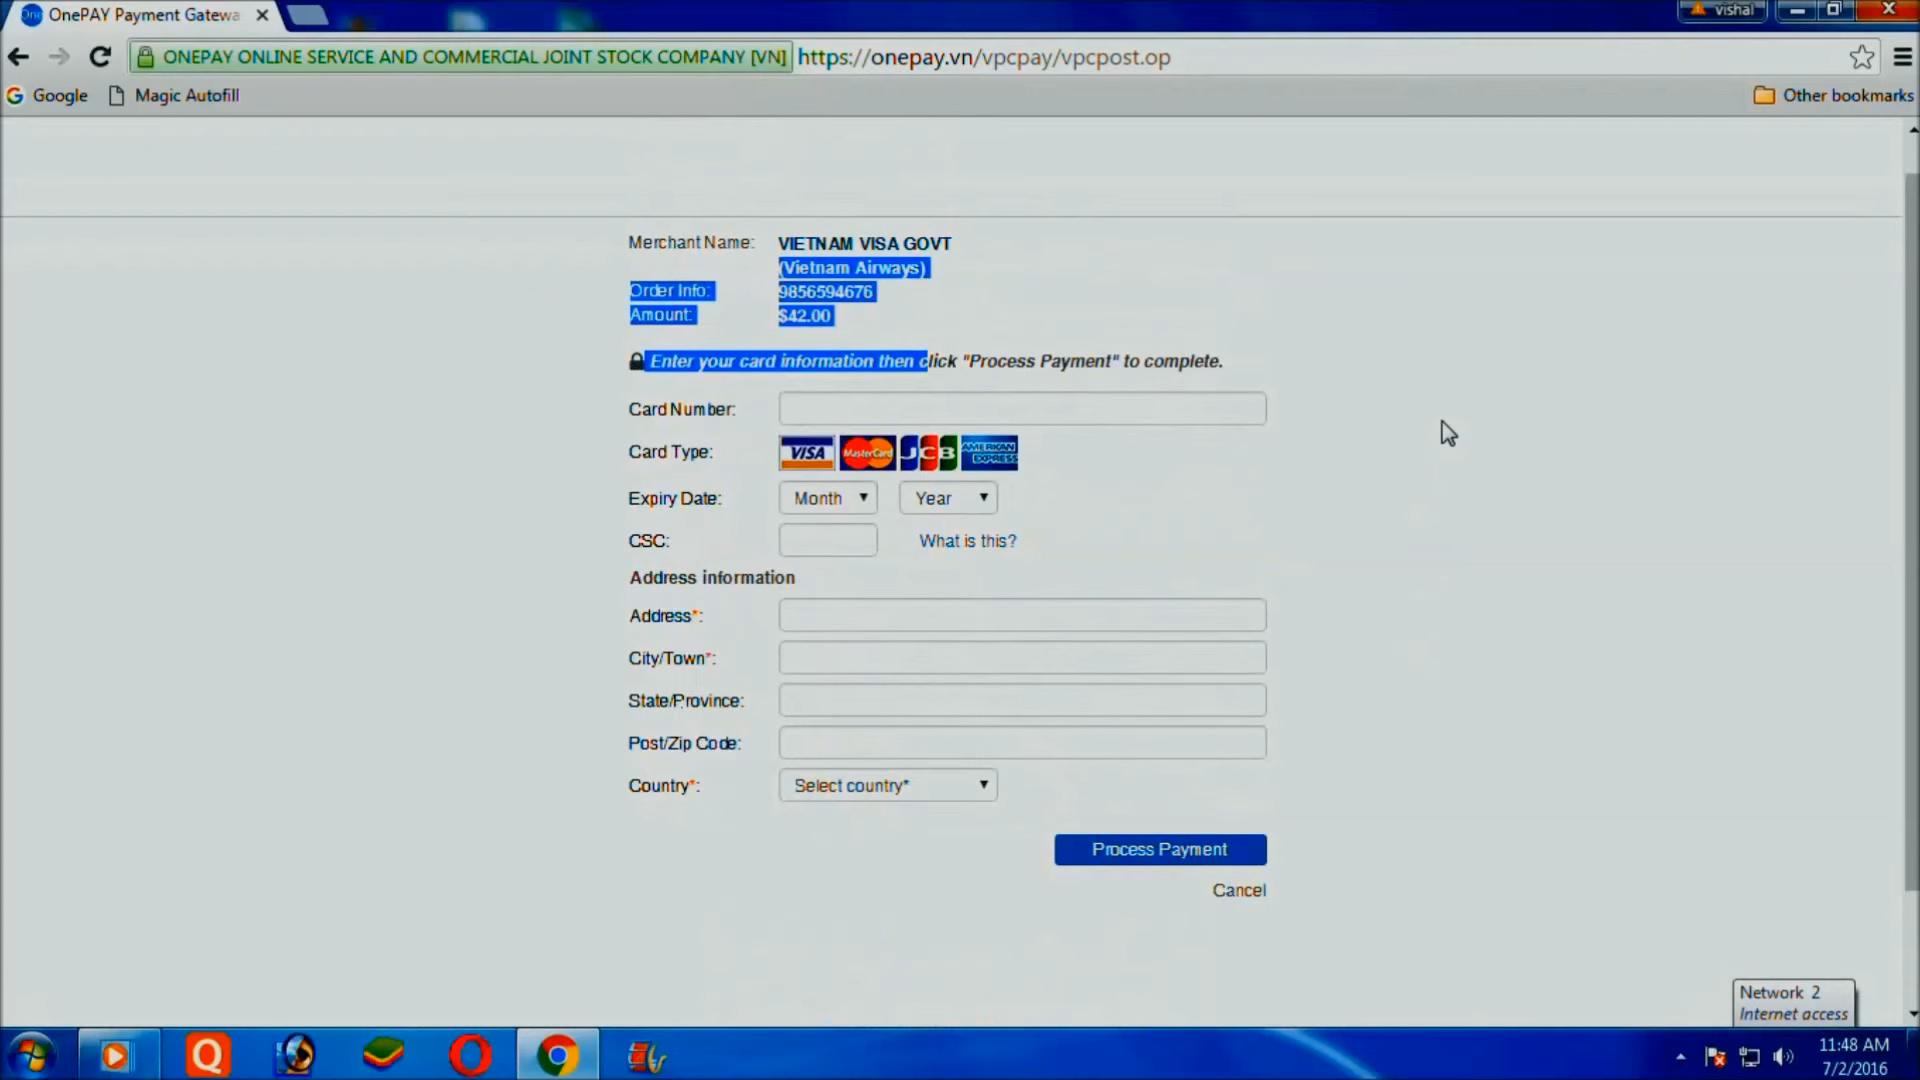 OnePAY Payment Gatewa
vishal
ONEPAY ONLINE SERVICE AND COMMERCIAL JOINT STOCK COMPANY [VN] https://onepay.vn/vpcpay/vpcpost.op
Google Magic Autofill Other bookmarks
Merchant Name: VIETNAM VISA GOVT
(Vietnam Airways)
Order Info: 9856594676
Amount: $42.00
Enter your card information then click "Process Payment" to complete.
Card Number:
Card Type: VISA MasterCard JCB AMERICAN EXPRESS
Expiry Date: Month Year
CSC: What is this?
Address information
Address*:
City/Town*:
State/Province:
Post/Zip Code:
Country*: Select country*
Process Payment
Cancel
Network 2
Internet access
11:48 AM
7/2/2016